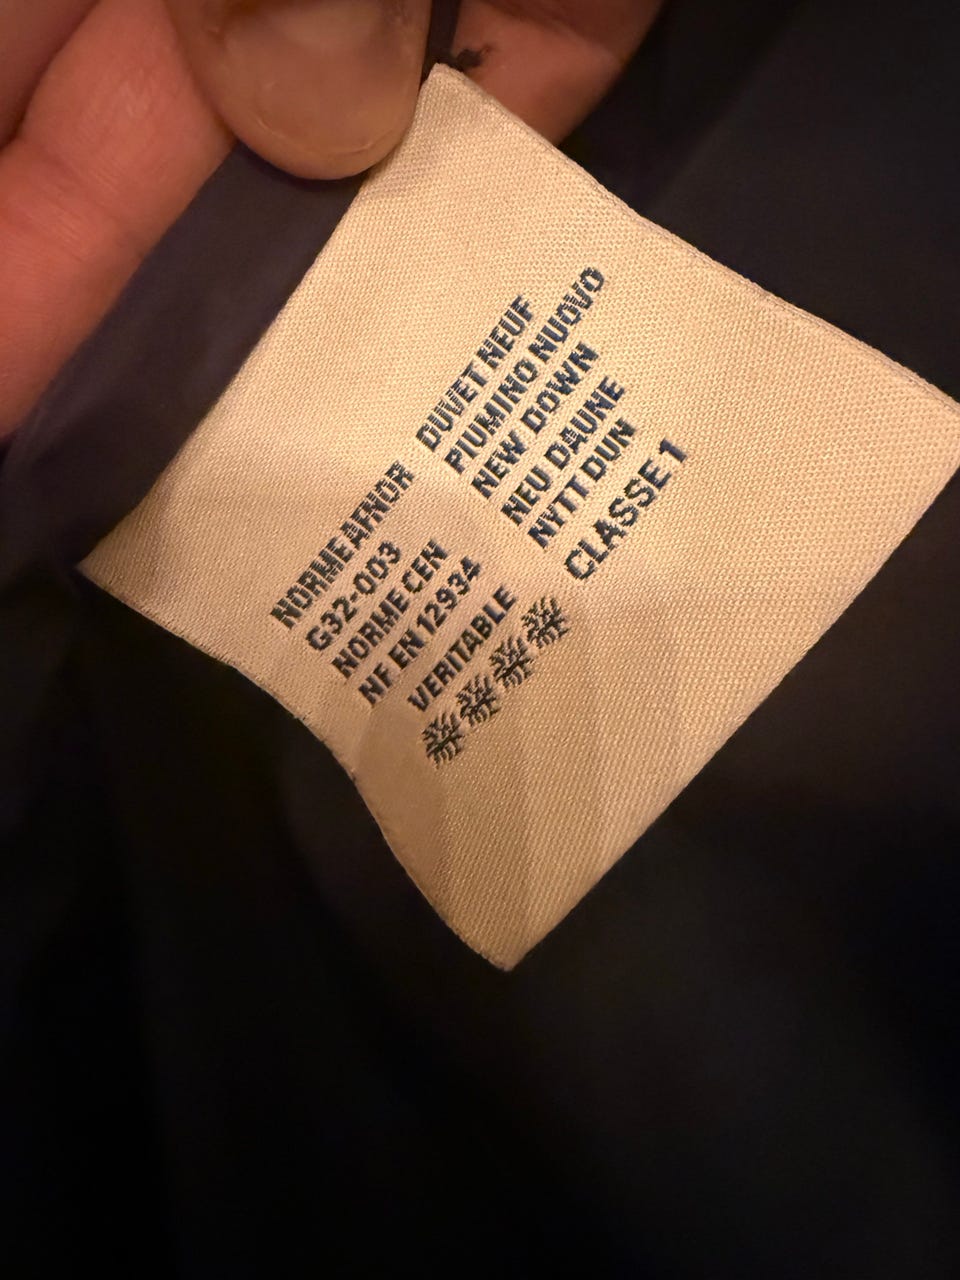 NORME AFNOR
G32-003
NORME CEN
NF EN 12934
VERITABLE
DUVET NEUF
PIUMINO NUOVO
NEW DOWN
NEU DAUNE
NYTT DUN
CLASSE 1